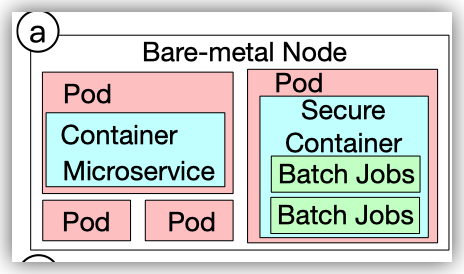 a
Bare-metal Node
Pod
Container
Microservice
Pod
Pod
Pod
Secure
Container
Batch Jobs
Batch Jobs